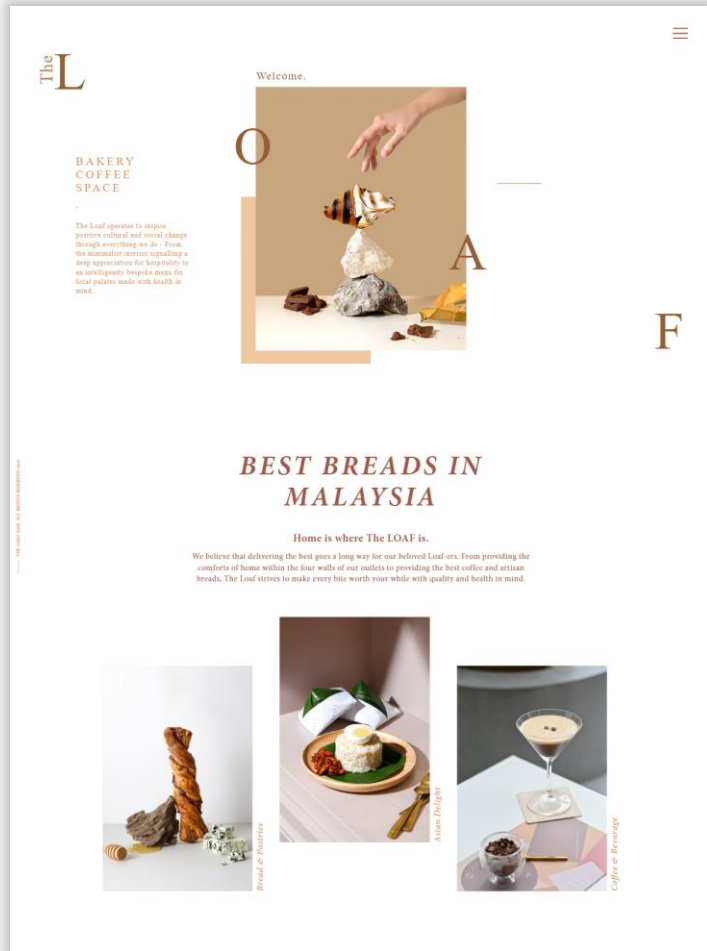 The
L
Welcome.
O
BAKERY
COFFEE
SPACE
The Loaf operates to inspire
positive cultural and social change
through everything we do - From
the minimalist interior signalling a
deep appreciation for hospitality to
an intelligently bespoke menu for
local palates made with health in
mind.
A
F
BEST BREADS IN
MALAYSIA
Home is where The LOAF is.
We believe that delivering the best goes a long way for our beloved Loaf-ers. From providing the
comforts of home within the four walls of our outlets to providing the best coffee and artisan
breads, The Loaf strives to make every bite worth your while with quality and health in mind.
Bread & Pastries
Asian Delight
Coffee & Bevarage